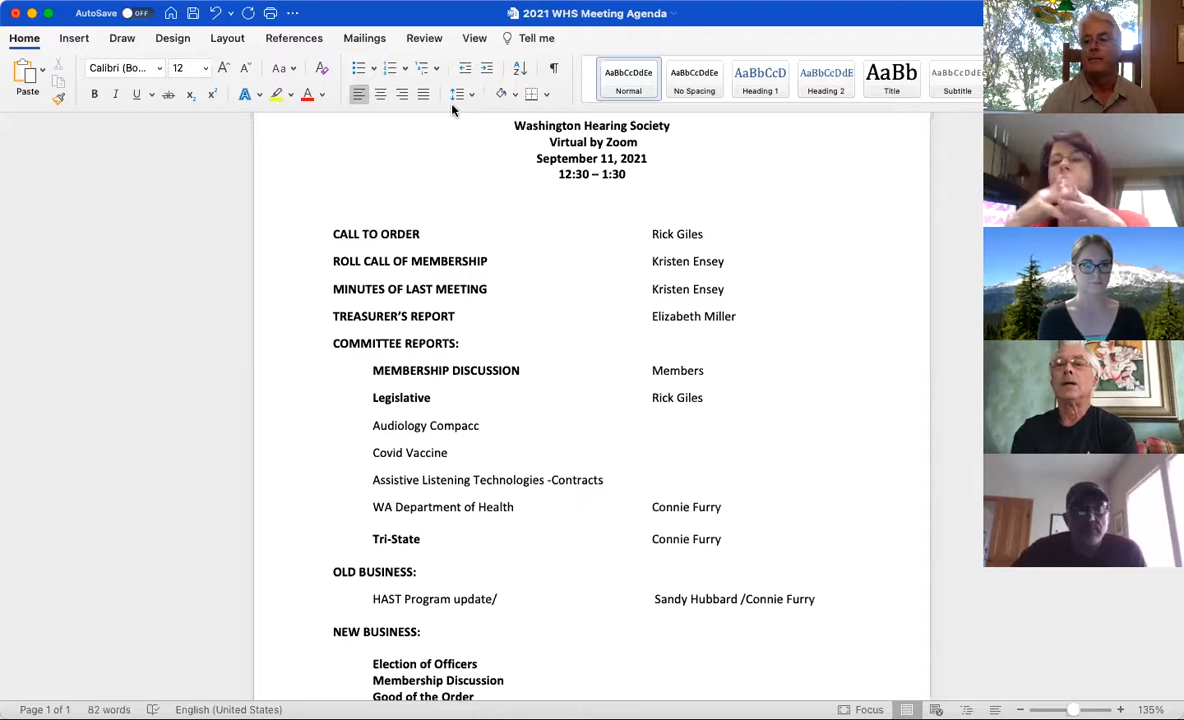 AutoSave OFF 2021 WHS Meeting Agenda
Home Insert Draw Design Layout References Mailings Review View Tell me
Paste Calibri (Bo... 12 Aa
AaBbCcDdEe AaBbCcDdEe AaBbCcD AaBbCcDdE AaBb AaBbCcDdEe
Normal No Spacing Heading 1 Heading 2 Title Subtitle
Washington Hearing Society
Virtual by Zoom
September 11, 2021
12:30 – 1:30
CALL TO ORDER Rick Giles
ROLL CALL OF MEMBERSHIP Kristen Ensey
MINUTES OF LAST MEETING Kristen Ensey
TREASURER'S REPORT Elizabeth Miller
COMMITTEE REPORTS:
MEMBERSHIP DISCUSSION Members
Legislative Rick Giles
Audiology Compacc
Covid Vaccine
Assistive Listening Technologies -Contracts
WA Department of Health Connie Furry
Tri-State Connie Furry
OLD BUSINESS:
HAST Program update/ Sandy Hubbard /Connie Furry
NEW BUSINESS:
Election of Officers
Membership Discussion
Good of the Order
Page 1 of 1 82 words English (United States) Focus 135%